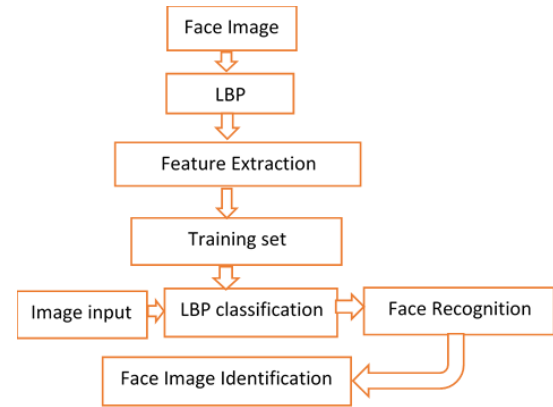 Face Image
LBP
Feature Extraction
Training set
Image input
LBP classification
Face Recognition
Face Image Identification